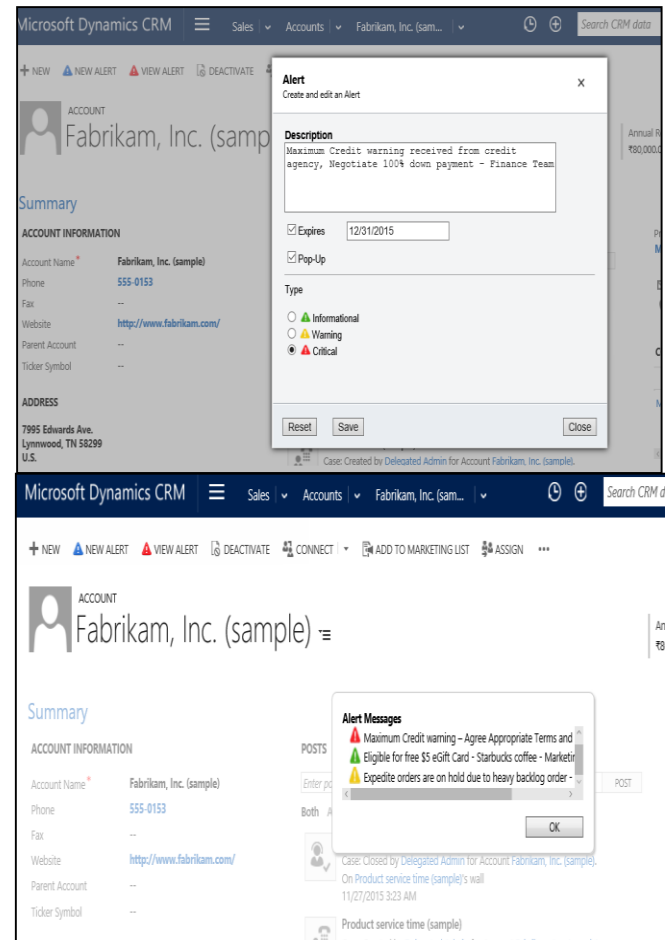 Microsoft Dynamics CRM Sales Accounts Fabrikam, Inc. (sam... Search CRM data
NEW NEW ALERT VIEW ALERT DEACTIVATE
Alert
Create and edit an Alert
x
ACCOUNT
Fabrikam, Inc. (samp
Annual R
₹80,000.0
Description
Maximum Credit warning received from credit
agency, Negotiate 100% down payment - Finance Team
Summary
ACCOUNT INFORMATION
Account Name* Fabrikam, Inc. (sample)
Phone 555-0153
Fax --
Website http://www.fabrikam.com/
Parent Account --
Ticker Symbol --
ADDRESS
7995 Edwards Ave.
Lynnwood, TN 58299
U.S.
Expires 12/31/2015
Pop-Up
Type
Informational
Warning
Critical
Reset Save Close
Case: Created by Delegated Admin for Account Fabrikam, Inc. (sample).
Microsoft Dynamics CRM Sales Accounts Fabrikam, Inc. (sam... Search CRM d
NEW NEW ALERT VIEW ALERT DEACTIVATE CONNECT ADD TO MARKETING LIST ASSIGN ...
ACCOUNT
Fabrikam, Inc. (sample)
An
₹8
Summary
ACCOUNT INFORMATION
Account Name* Fabrikam, Inc. (sample)
Phone 555-0153
Fax --
Website http://www.fabrikam.com/
Parent Account --
Ticker Symbol --
POSTS
Enter po
POST
Both A
Alert Messages
Maximum Credit warning – Agree Appropriate Terms and
Eligible for free $5 eGift Card - Starbucks coffee - Marketin
Expedite orders are on hold due to heavy backlog order -
OK
Case: Closed by Delegated Admin for Account Fabrikam, Inc. (sample).
On Product service time (sample)'s wall
11/27/2015 3:23 AM
Product service time (sample)